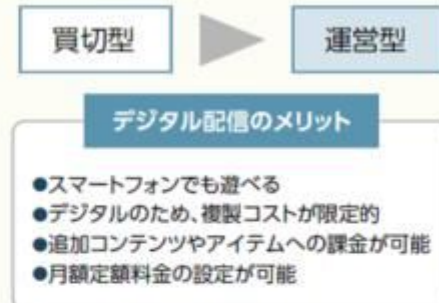 買切型
運営型
デジタル配信のメリット
●スマートフォンでも遊べる
●デジタルのため、複製コストが限定的
●追加コンテンツやアイテムへの課金が可能
●月額定額料金の設定が可能